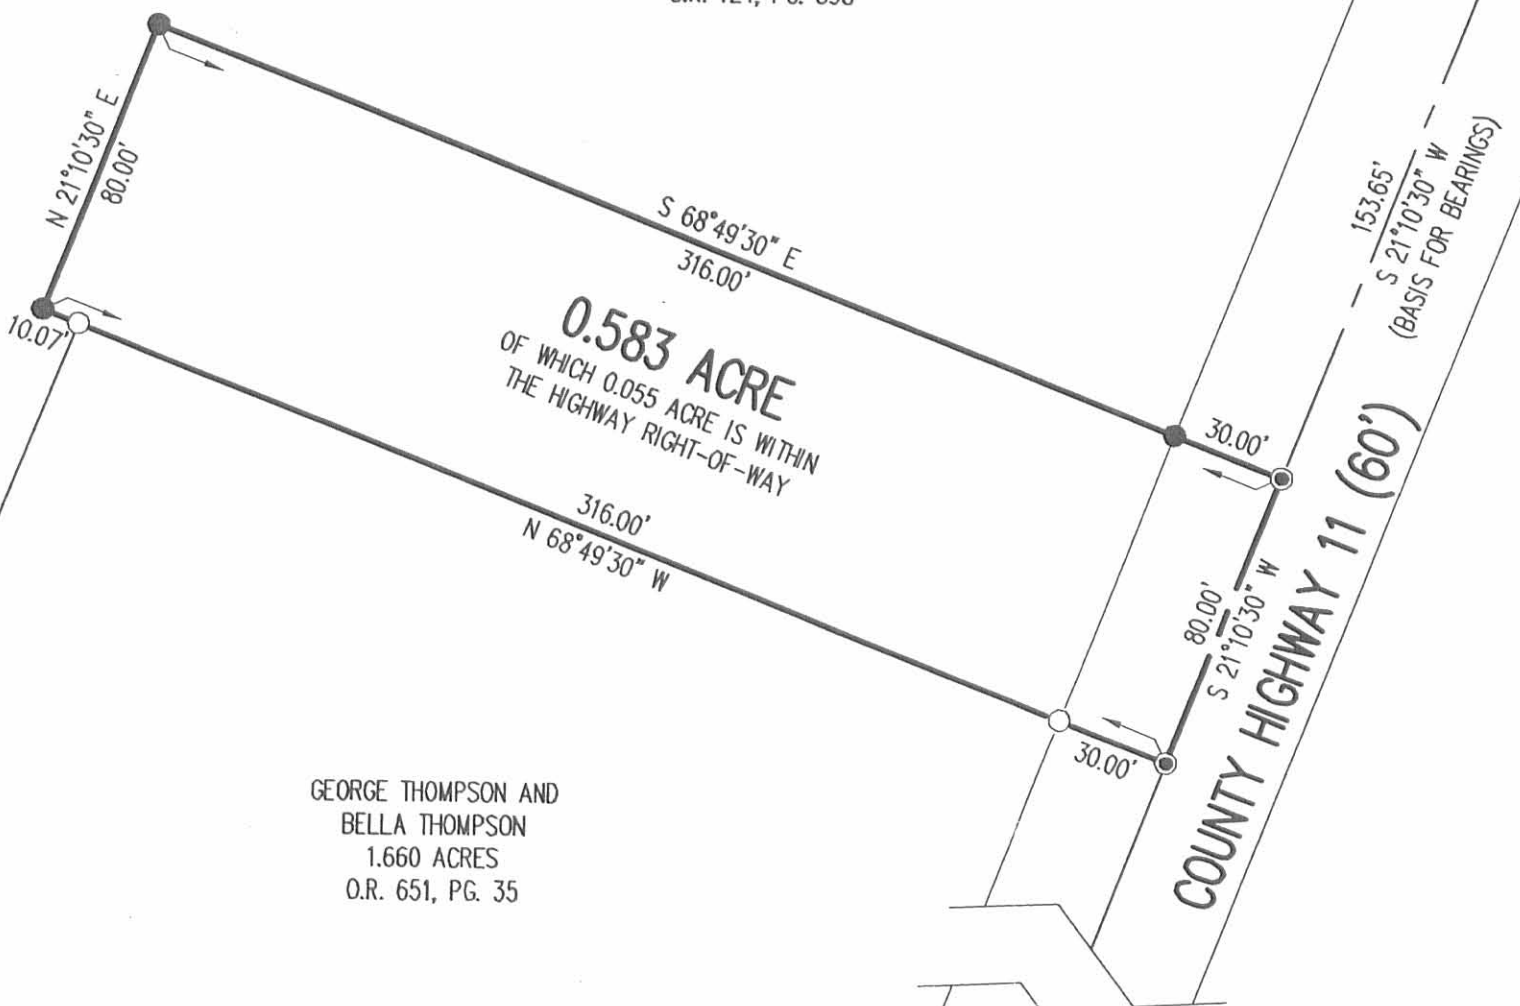 N 21°10'30" E
80.00'
S 68°49'30" E
316.00'
153.65'
S 21°10'30" W
(BASIS FOR BEARINGS)
10.07'
0.583 ACRE
OF WHICH 0.055 ACRE IS WITHIN
THE HIGHWAY RIGHT-OF-WAY
30.00'
316.00'
N 68°49'30" W
80.00'
S 21°10'30" W
COUNTY HIGHWAY 11 (60')
30.00'
GEORGE THOMPSON AND
BELLA THOMPSON
1.660 ACRES
O.R. 651, PG. 35